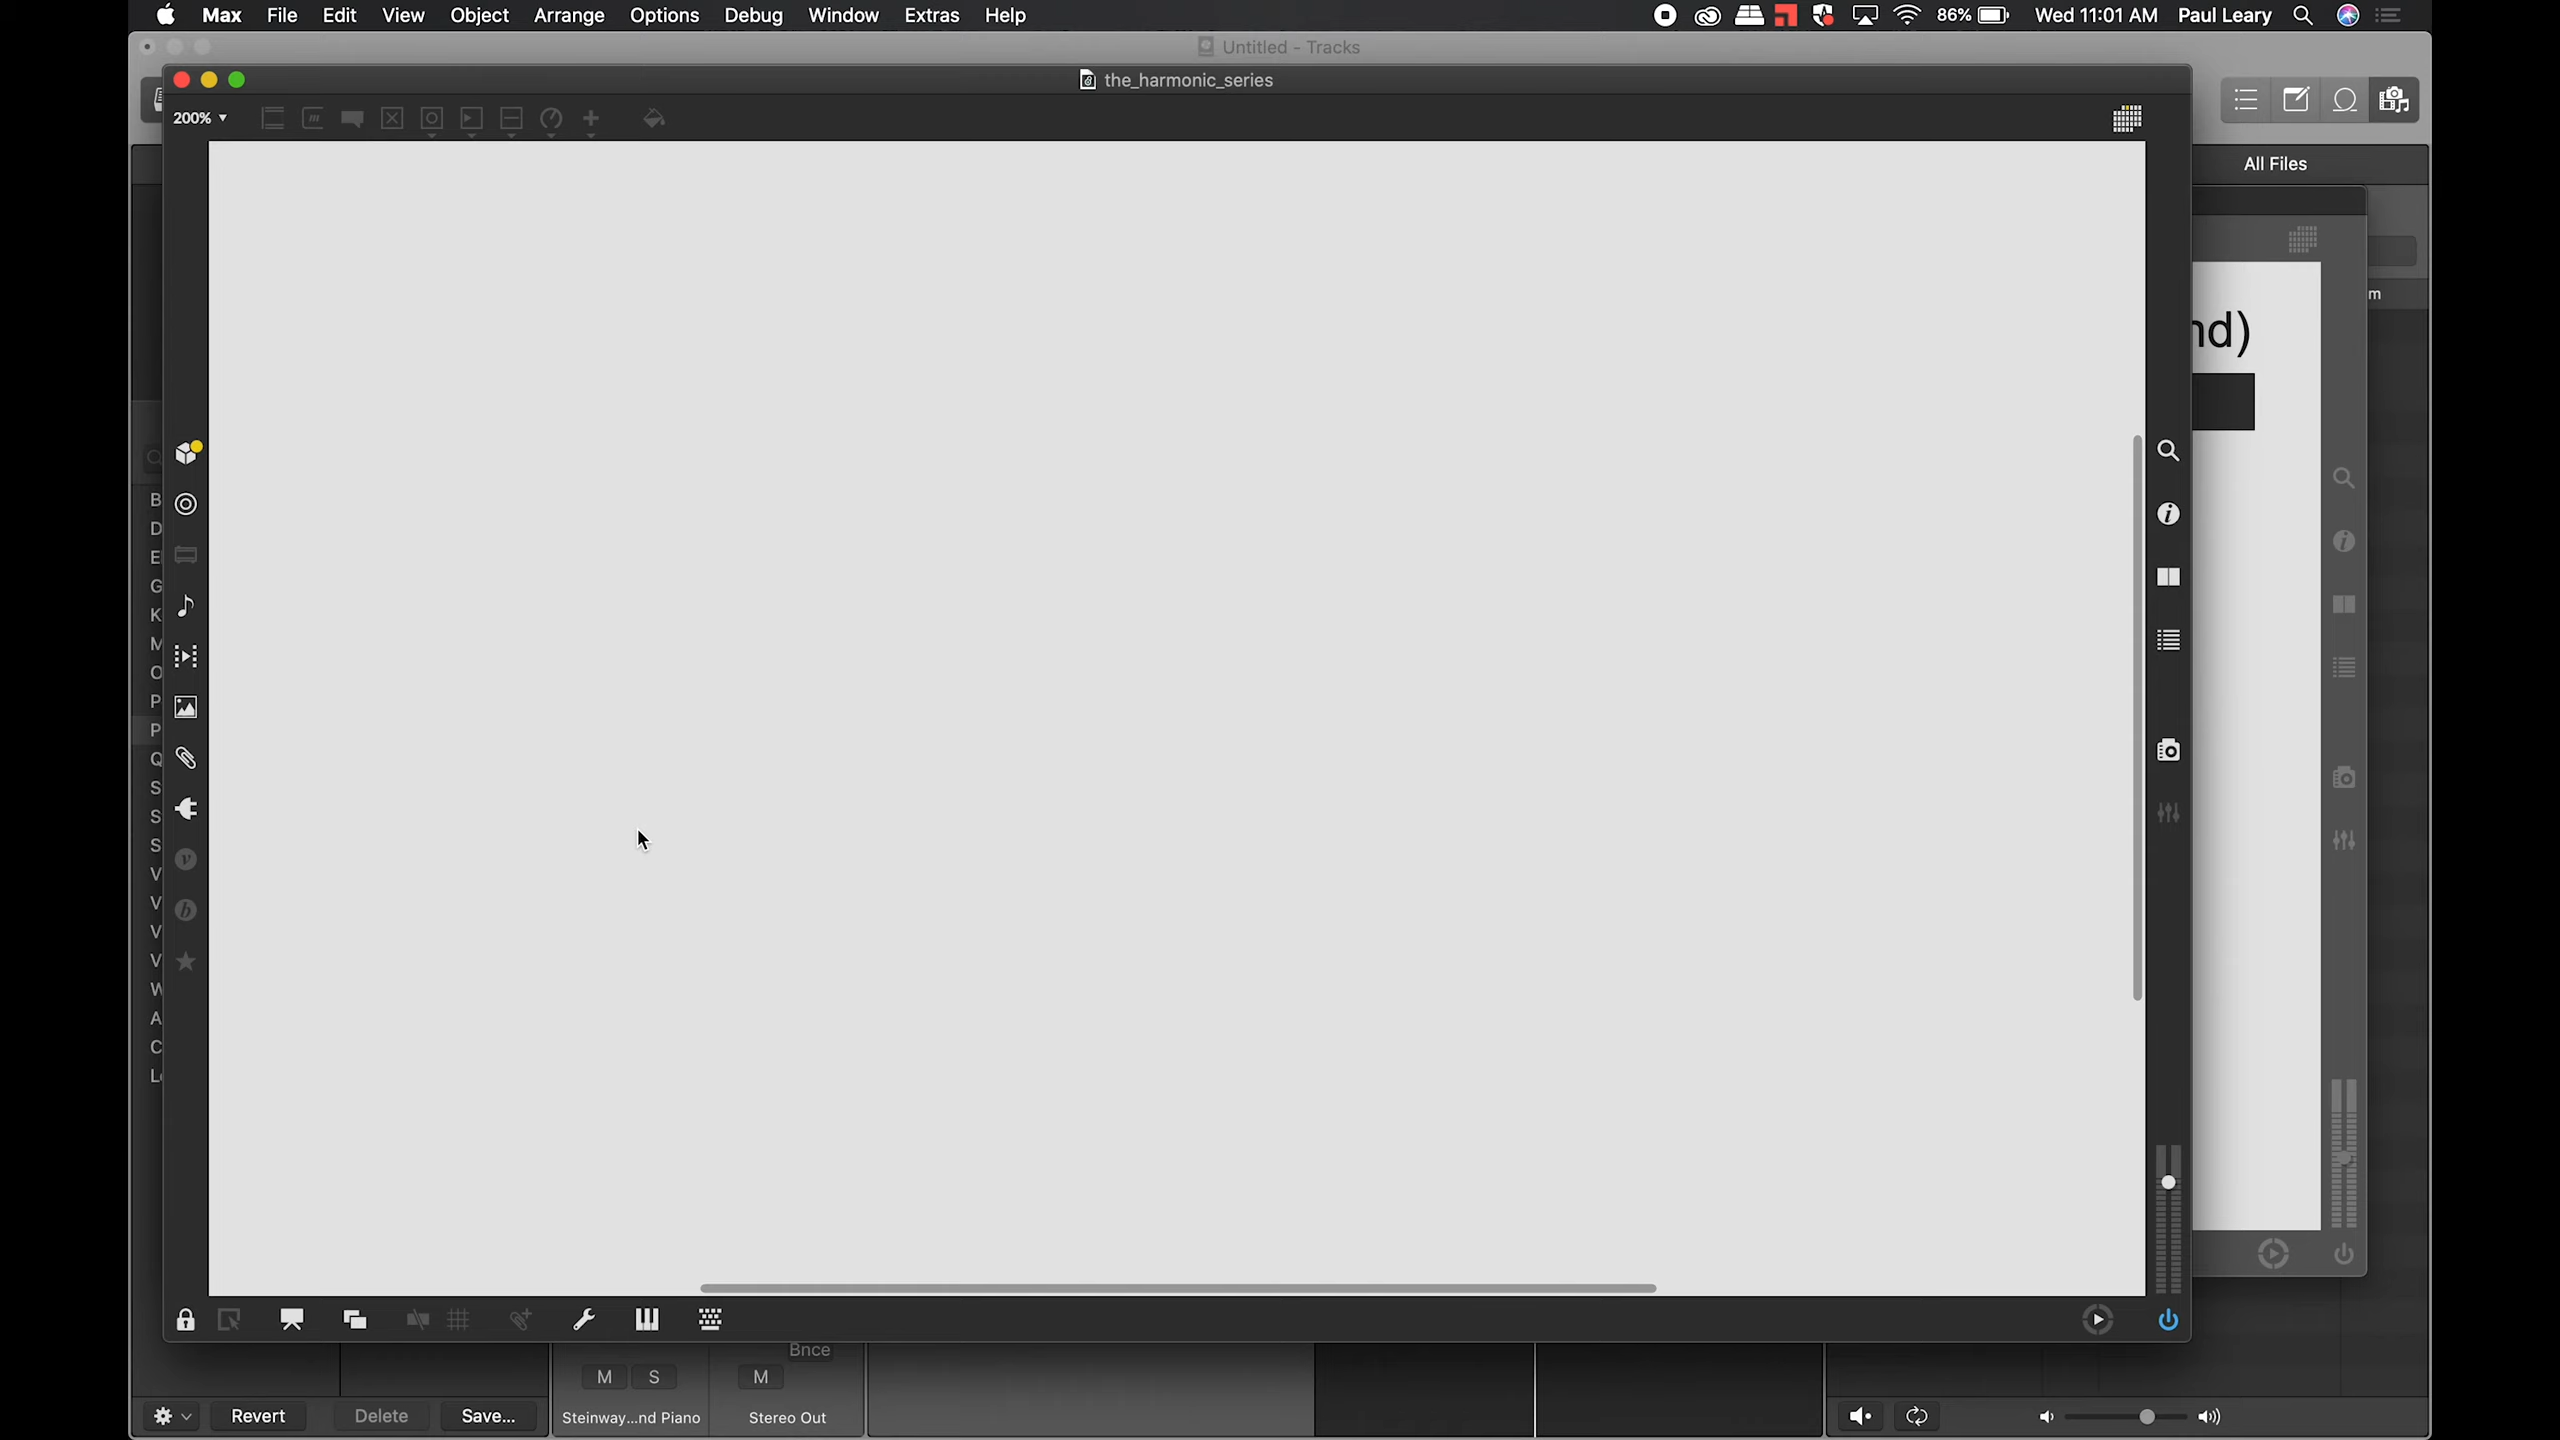 Max File Edit View Object Arrange Options Debug Window Extras Help 86% Wed 11:01 AM Paul Leary
Untitled - Tracks
the_harmonic_series
200%
All Files
m
nd)
B
D
E
G
K
M
O
P
P
Q
S
S
S
V
V
V
V
W
A
C
Bnce
M S M
Revert Delete Save... Steinway...nd Piano Stereo Out